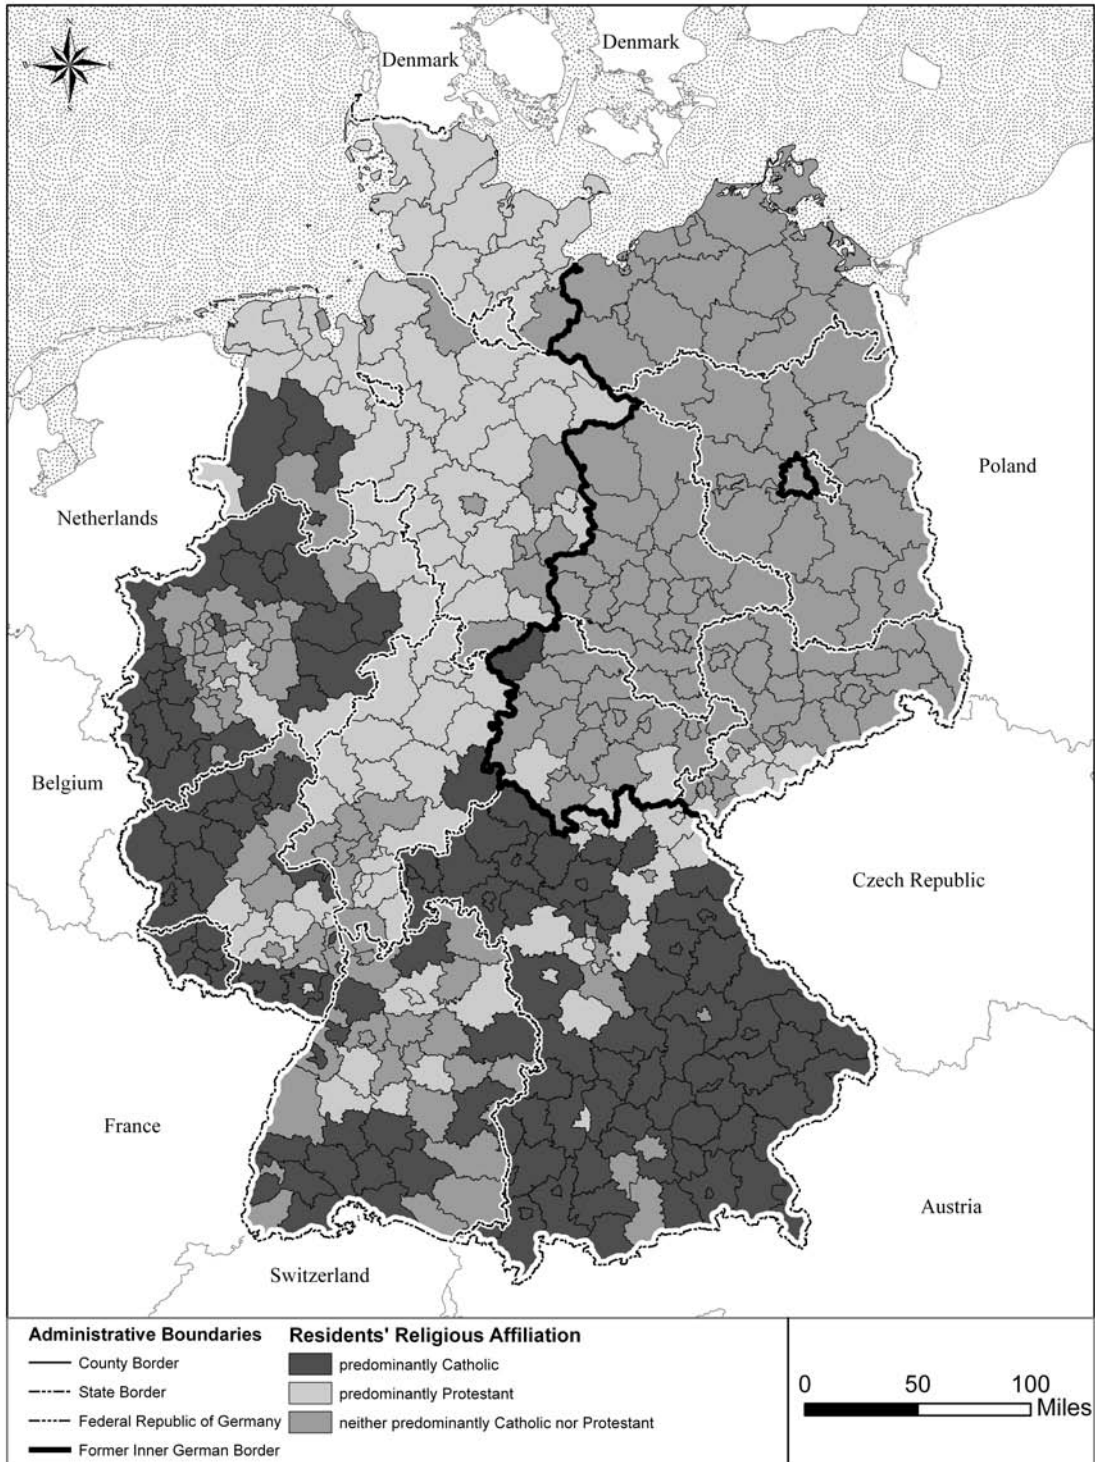 Denmark
Denmark
Poland
Netherlands
Belgium
Czech Republic
France
Austria
Switzerland
Administrative Boundaries
County Border
State Border
Federal Republic of Germany
Former Inner German Border
Residents' Religious Affiliation
predominantly Catholic
predominantly Protestant
neither predominantly Catholic nor Protestant
0 50 100
Miles